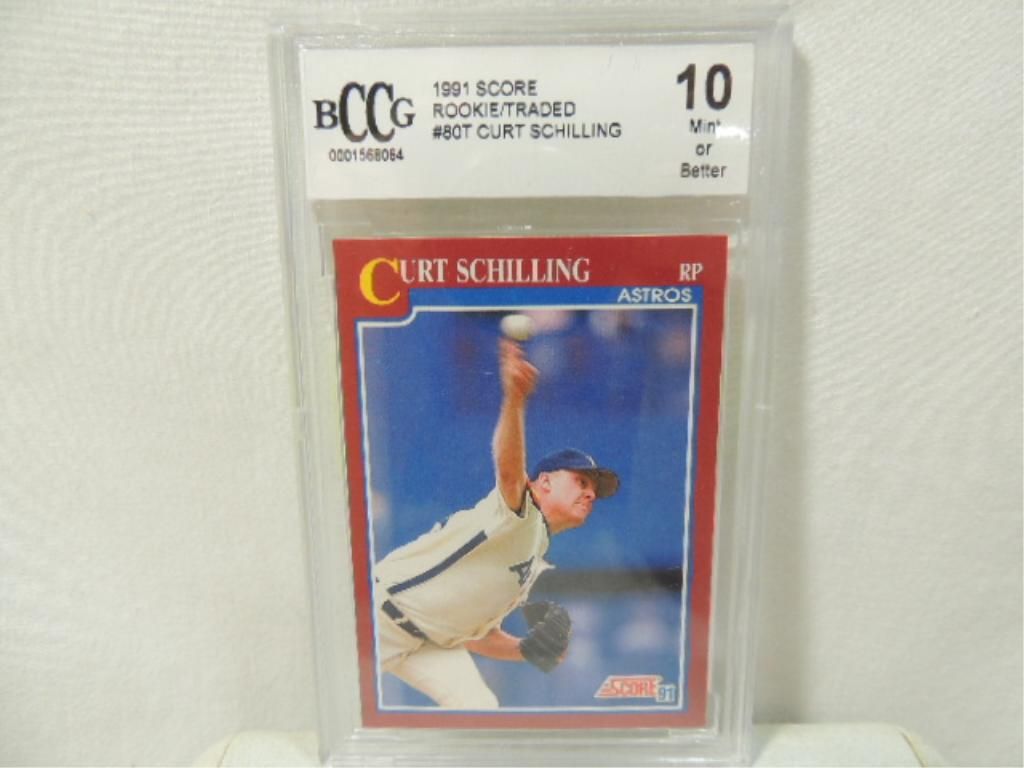 BCCG
0001568064
1991 SCORE
ROOKIE/TRADED
#80T CURT SCHILLING
10
Mint
or
Better
CURT SCHILLING
RP
ASTROS
SCORE
91